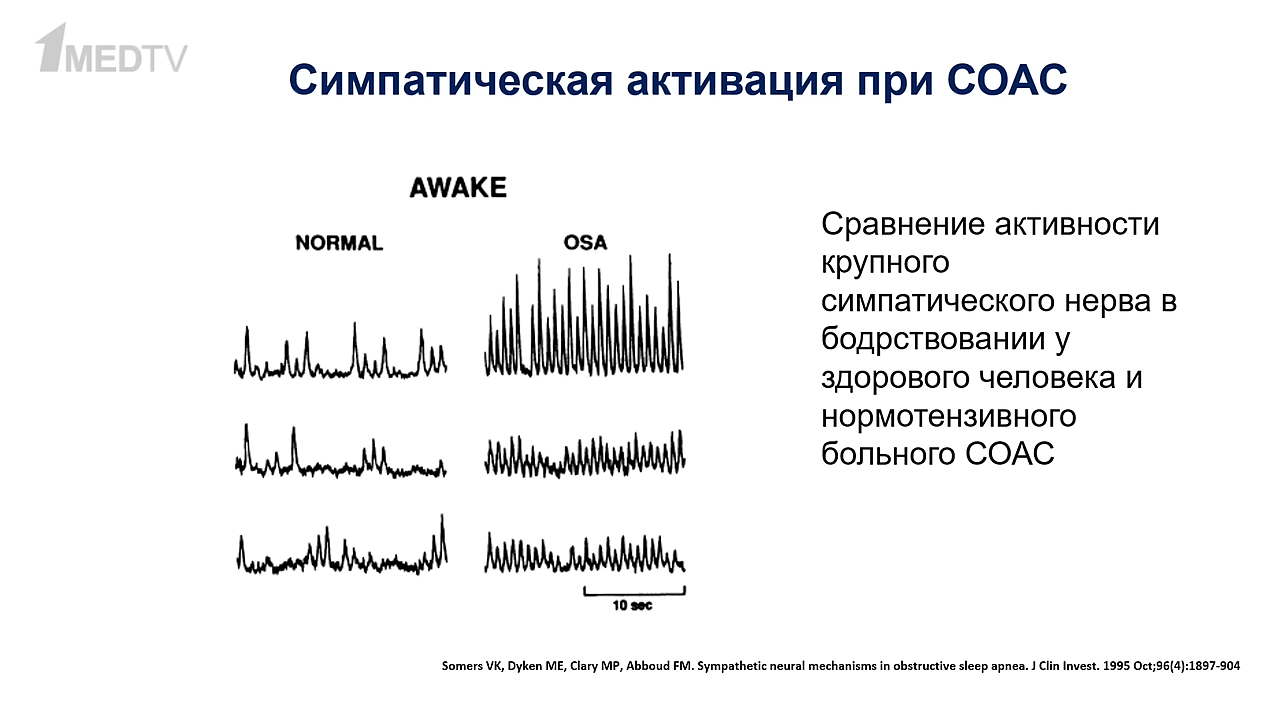 1MEDTV
Симпатическая активация при СОАС
AWAKE
NORMAL
OSA
Сравнение активности
крупного
симпатического нерва в
бодрствовании у
здорового человека и
нормотензивного
больного СОАС
10 sec
Somers VK, Dyken ME, Clary MP, Abboud FM. Sympathetic neural mechanisms in obstructive sleep apnea. J Clin Invest. 1995 Oct;96(4):1897-904